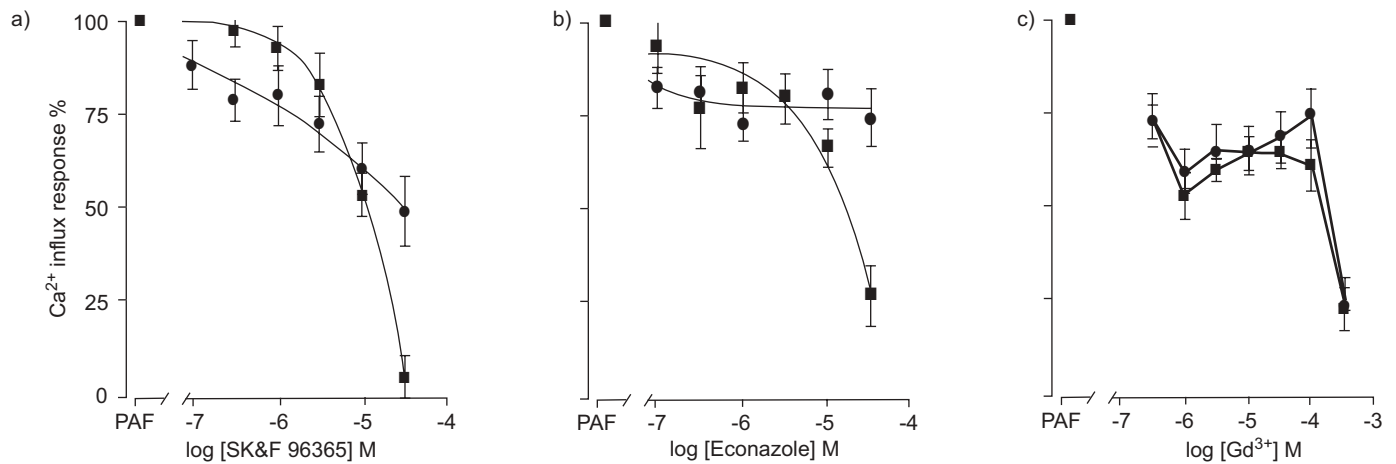 a)
Ca²⁺ influx response %
100
75
50
25
0
PAF
-7
-6
-5
-4
log [SK&F 96365] M
b)
PAF
-7
-6
-5
-4
log [Econazole] M
c)
PAF
-7
-6
-5
-4
-3
log [Gd³⁺] M